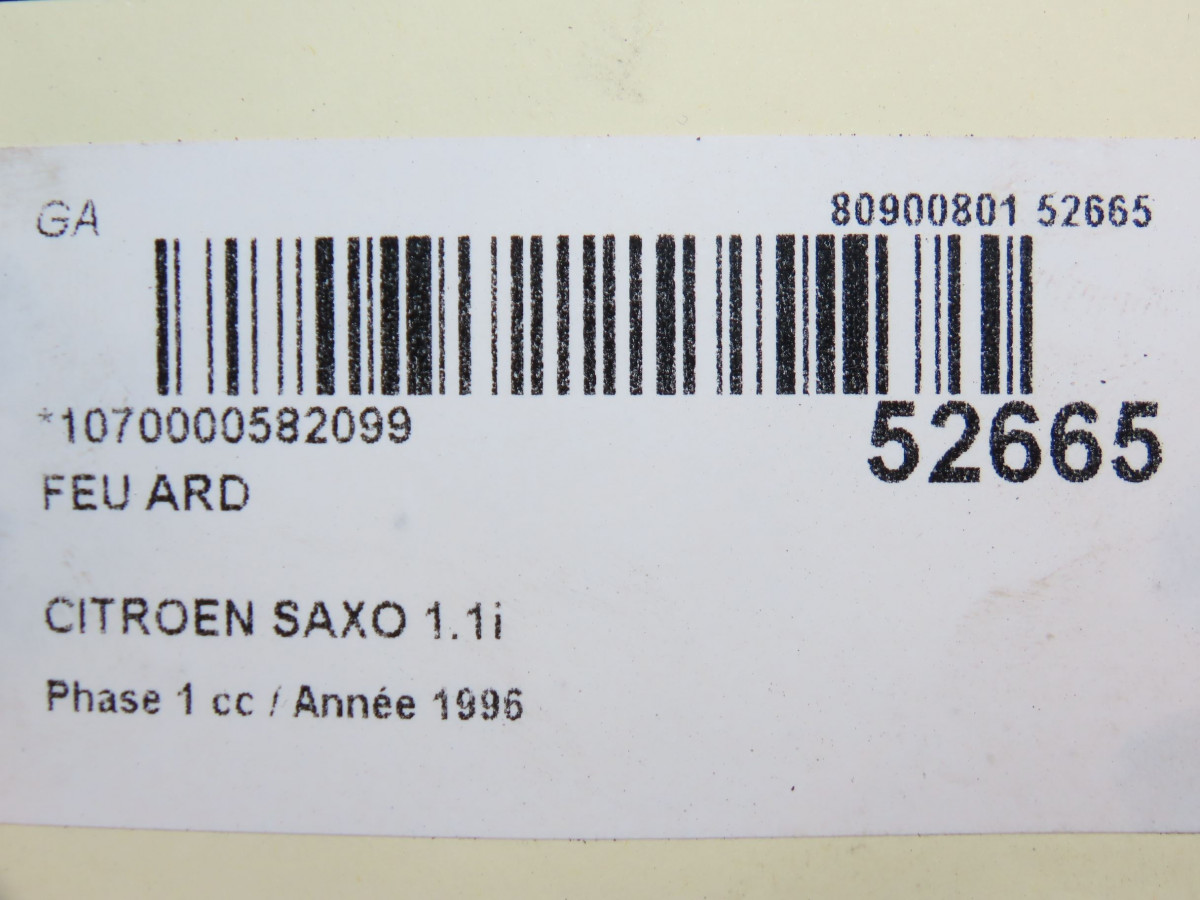 GA
80900801 52665
*1070000582099
52665
FEU ARD
CITROEN SAXO 1.1i
Phase 1 cc / Année 1996